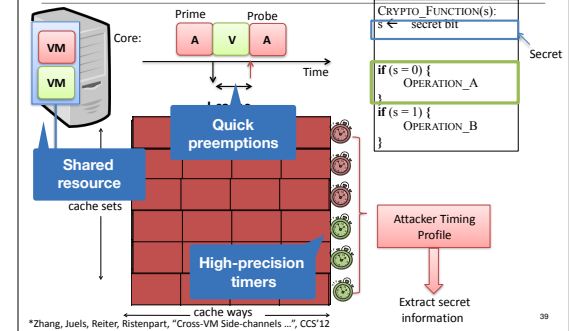 Prime
Probe
Core:
A
V
A
Time
VM
VM
CRYPTO_FUNCTION(s):
s ← secret bit
Secret
if (s = 0) {
OPERATION_A
}
if (s = 1) {
OPERATION_B
}
Quick
preemptions
Shared
resource
cache sets
High-precision
timers
Attacker Timing
Profile
cache ways
Extract secret
information
*Zhang, Juels, Reiter, Ristenpart, "Cross-VM Side-channels ...", CCS'12
39